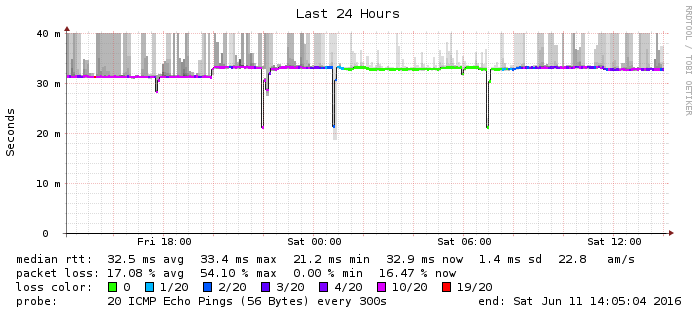 Last 24 Hours
RRDTOOL / TOBI OETIKER
Seconds
40 m
30 m
20 m
10 m
0
Fri 18:00 Sat 00:00 Sat 06:00 Sat 12:00
median rtt: 32.5 ms avg 33.4 ms max 21.2 ms min 32.9 ms now 1.4 ms sd 22.8 am/s
packet loss: 17.08 % avg 54.10 % max 0.00 % min 16.47 % now
loss color: 0 1/20 2/20 3/20 4/20 10/20 19/20
probe: 20 ICMP Echo Pings (56 Bytes) every 300s end: Sat Jun 11 14:05:04 2016